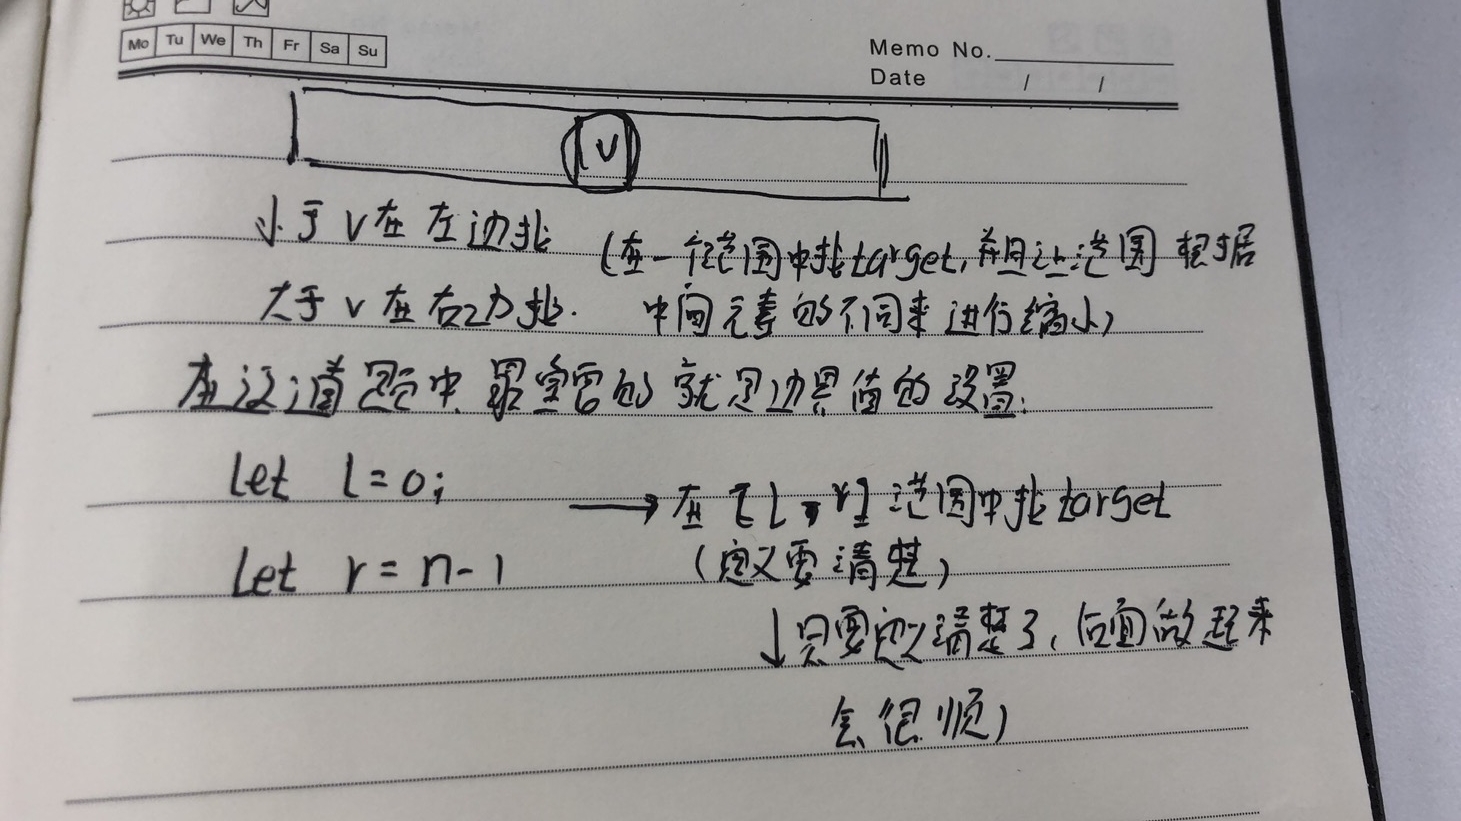 Mo Tu We Th Fr Sa Su
Memo No.
Date / /
V
小于V在左边找
(在一个范围中找target,并且让范围根据
大于V在右边找.
中间元素的不同来进行缩小)
在这道题中,最宝贵的就是边界值的设置:
let l=0;
→在[l,r]范围中找target
let r=n-1
(定义要清楚)
↓只要定义清楚了,后面做起来
会很顺)